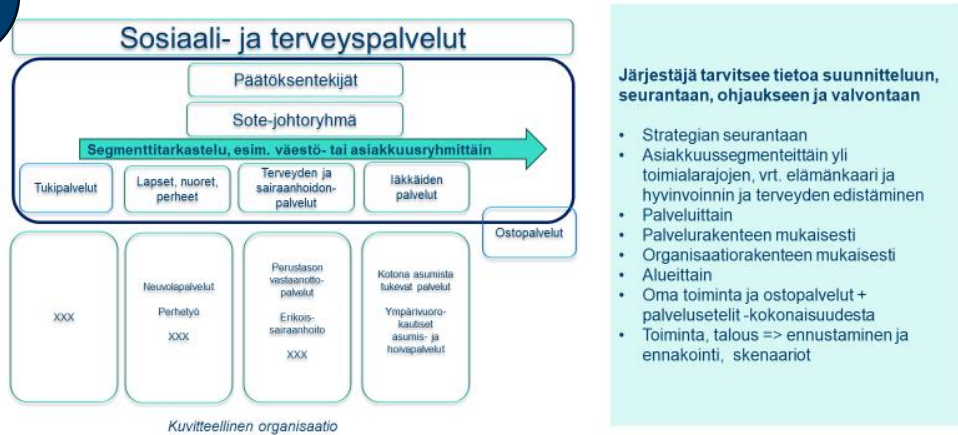 Sosiaali- ja terveyspalvelut
Päätöksentekijät
Sote-johtoryhmä
Segmenttitarkastelu, esim. väestö- tai asiakkuusryhmittäin
Tukipalvelut
Lapset, nuoret,
perheet
Terveyden ja
sairaanhoidon-
palvelut
Iäkkäiden
palvelut
Ostopalvelut
XXX
Neuvolapalvelut
Perhetyö
XXX
Perustason
vastaanotto-
palvelut
Erikois-
sairaanhoito
XXX
Kotona asumista
tukevat palvelut
Ympärivuoro-
kautiset
asumis- ja
hoivapalvelut
Kuvitteellinen organisaatio
Järjestäjä tarvitsee tietoa suunnitteluun,
seurantaan, ohjaukseen ja valvontaan
• Strategian seurantaan
• Asiakkuussegmenteittäin yli
toimialarajojen, vrt. elämänkaari ja
hyvinvoinnin ja terveyden edistäminen
• Palveluittain
• Palvelurakenteen mukaisesti
• Organisaatiorakenteen mukaisesti
• Alueittain
• Oma toiminta ja ostopalvelut +
palvelusetelit -kokonaisuudesta
• Toiminta, talous => ennustaminen ja
ennakointi, skenaariot